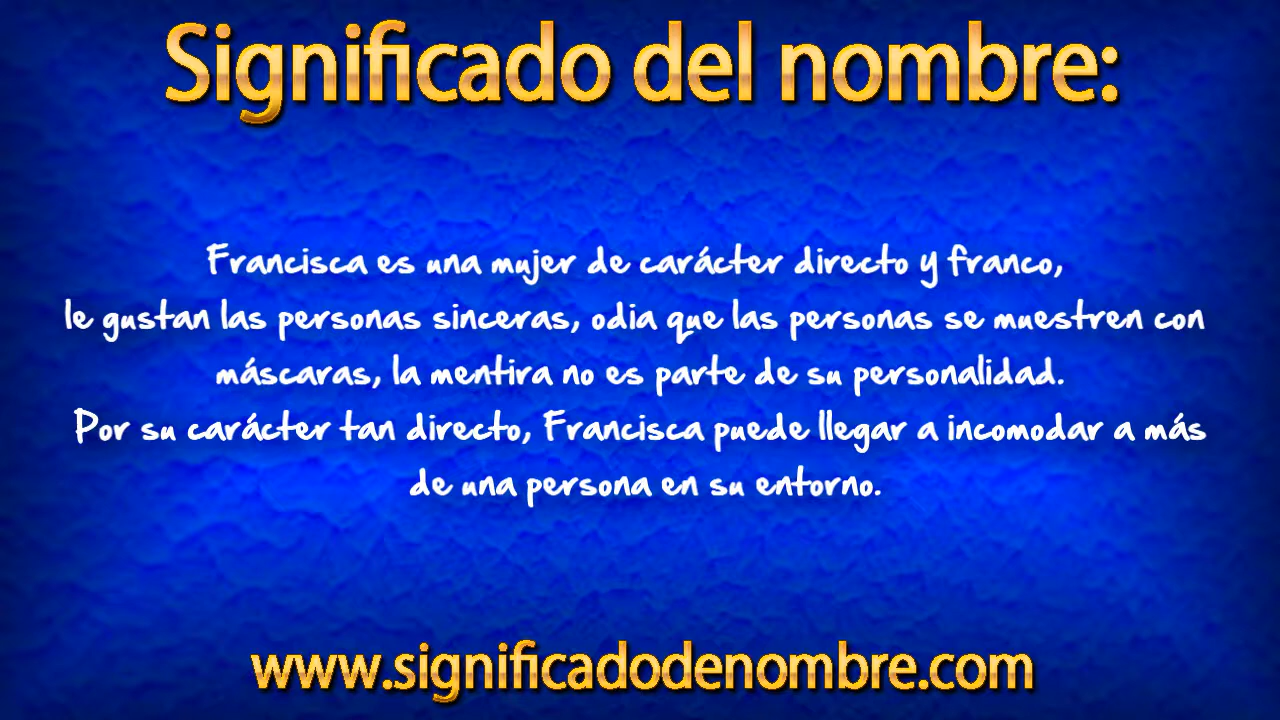 Significado del nombre:
Francisca es una mujer de carácter directo y franco,
le gustan las personas sinceras, odia que las personas se muestren con
máscaras, la mentira no es parte de su personalidad.
Por su carácter tan directo, Francisca puede llegar a incomodar a más
de una persona en su entorno.
www.significadodenombre.com